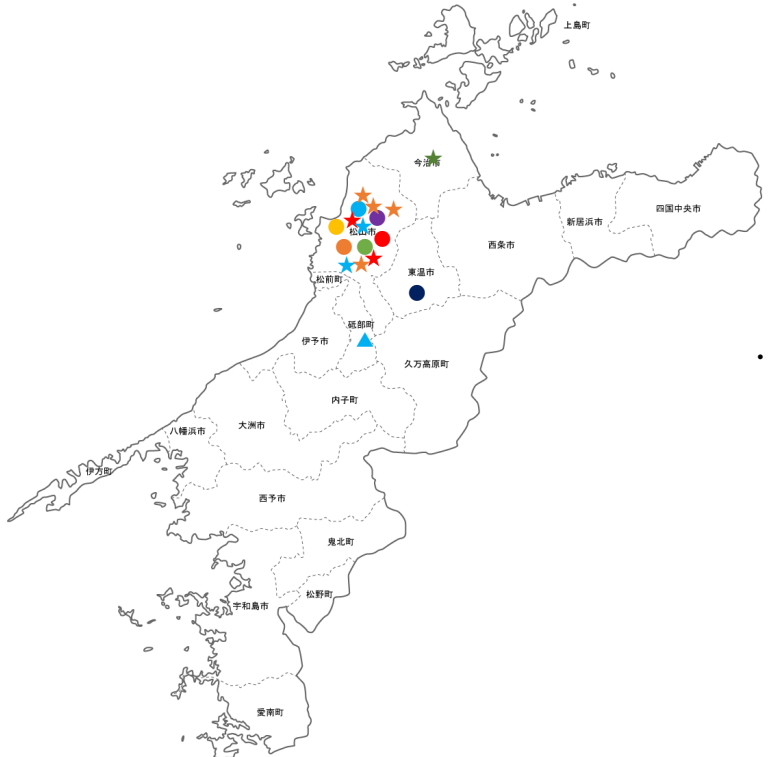 上島町
今治市
四国中央市
新居浜市
松山市
西条市
東温市
松前町
砥部町
伊予市
久万高原町
内子町
大洲市
八幡浜市
伊方町
西予市
鬼北町
松野町
宇和島市
愛南町